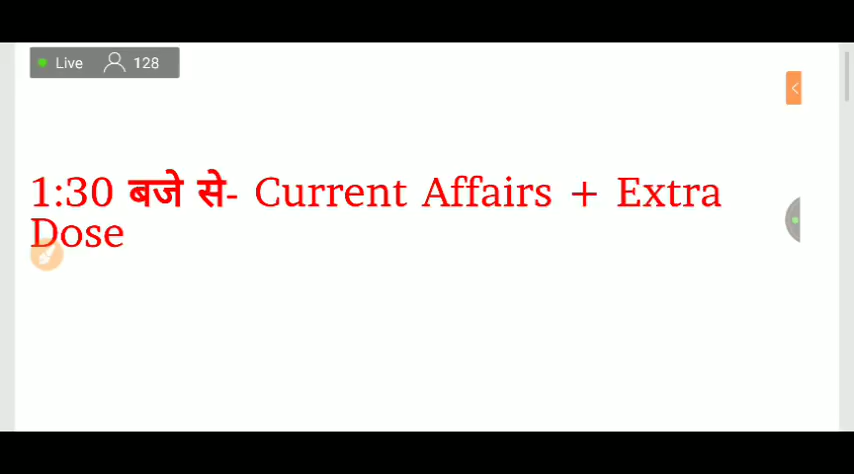 Live 128
1:30 बजे से- Current Affairs + Extra
Dose